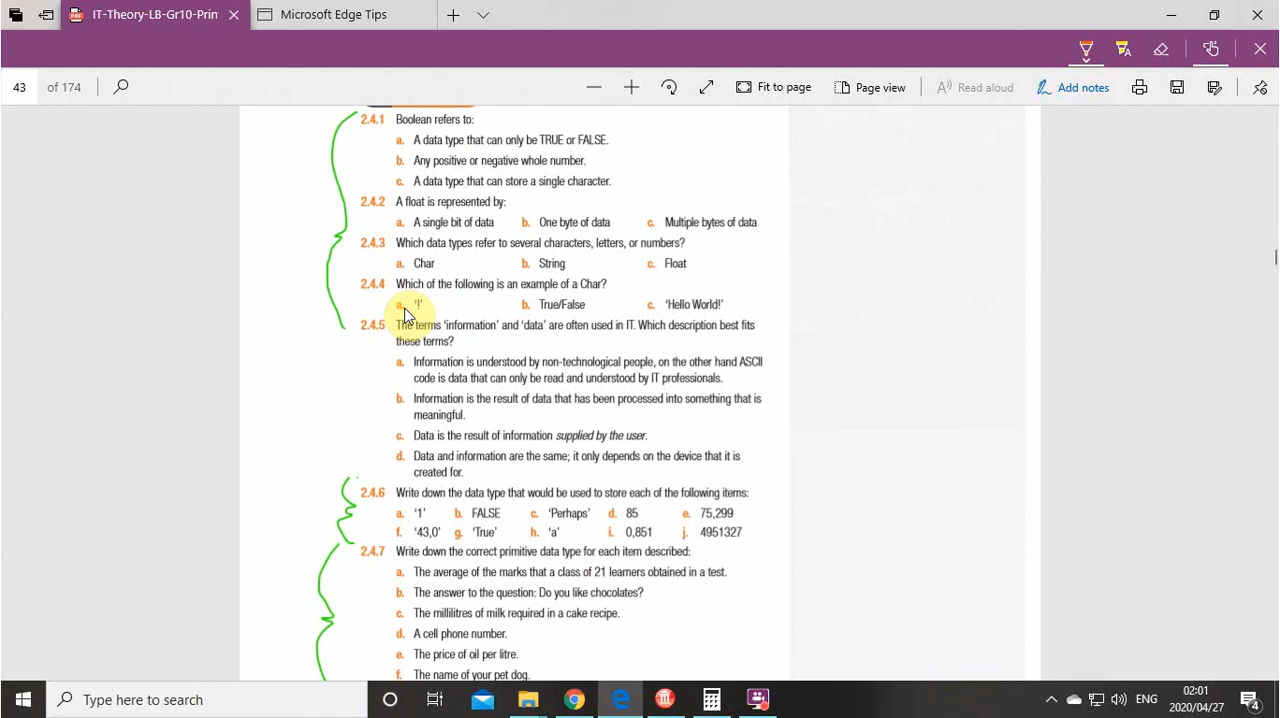 IT-Theory-LB-Gr10-Prin
Microsoft Edge Tips
43 of 174 Fit to page Page view Read aloud Add notes
2.4.1 Boolean refers to:
a. A data type that can only be TRUE or FALSE.
b. Any positive or negative whole number.
c. A data type that can store a single character.
2.4.2 A float is represented by:
a. A single bit of data b. One byte of data c. Multiple bytes of data
2.4.3 Which data types refer to several characters, letters, or numbers?
a. Char b. String c. Float
2.4.4 Which of the following is an example of a Char?
a. '!' b. True/False c. 'Hello World!'
2.4.5 The terms 'information' and 'data' are often used in IT. Which description best fits
these terms?
a. Information is understood by non-technological people, on the other hand ASCII
code is data that can only be read and understood by IT professionals.
b. Information is the result of data that has been processed into something that is
meaningful.
c. Data is the result of information supplied by the user.
d. Data and information are the same; it only depends on the device that it is
created for.
2.4.6 Write down the data type that would be used to store each of the following items:
a. '1' b. FALSE c. 'Perhaps' d. 85 e. 75,299
f. '43,0' g. 'True' h. 'a' i. 0,851 j. 4951327
2.4.7 Write down the correct primitive data type for each item described:
a. The average of the marks that a class of 21 learners obtained in a test.
b. The answer to the question: Do you like chocolates?
c. The millilitres of milk required in a cake recipe.
d. A cell phone number.
e. The price of oil per litre.
f. The name of your pet dog.
Type here to search
ENG
02:01
2020/04/27
4